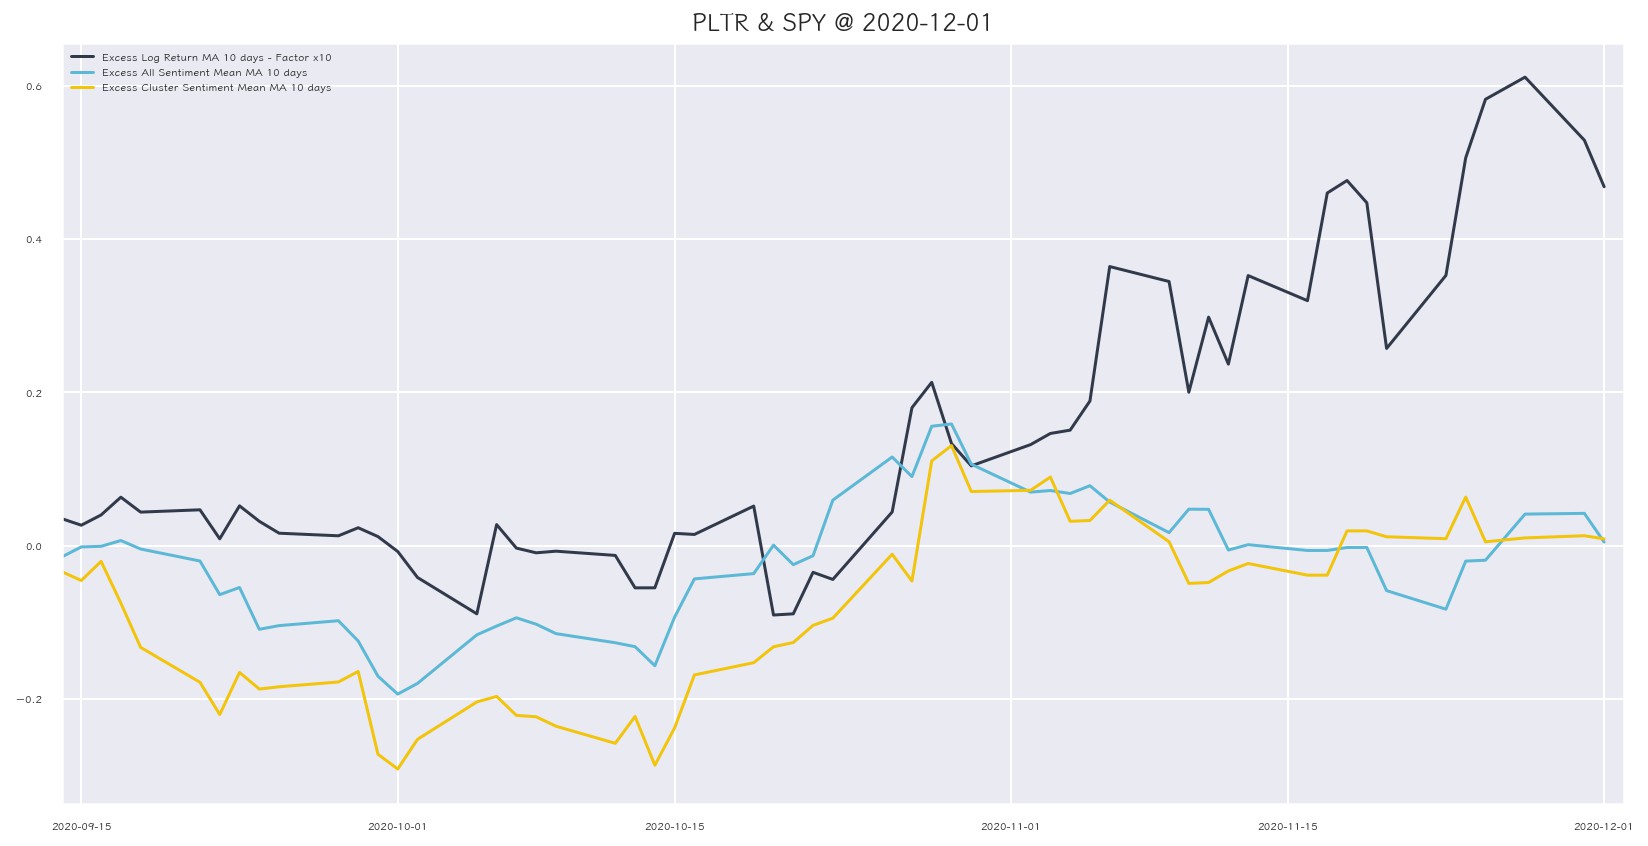 PLTR & SPY @ 2020-12-01
Excess Log Return MA 10 days - Factor x10
Excess All Sentiment Mean MA 10 days
Excess Cluster Sentiment Mean MA 10 days
0.6
0.4
0.2
0.0
−0.2
2020-09-15 2020-10-01 2020-10-15 2020-11-01 2020-11-15 2020-12-01